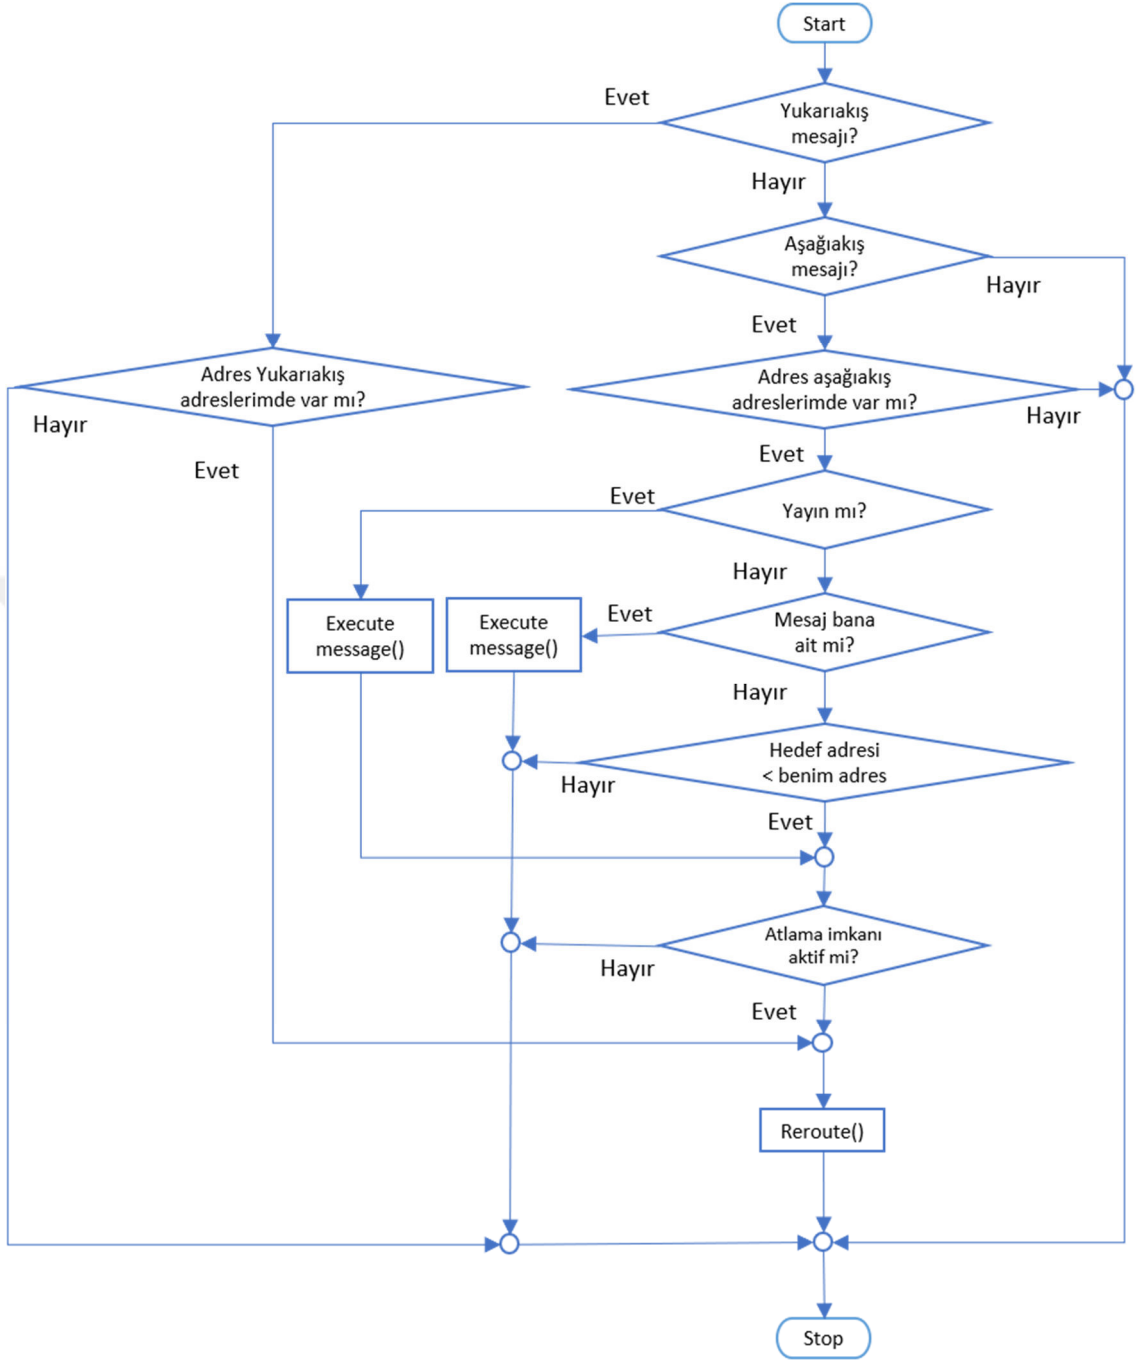 Start
Evet
Yukarıakış
mesajı?
Hayır
Aşağıakış
mesajı?
Hayır
Evet
Adres Yukarıakış
adreslerimde var mı?
Hayır
Evet
Adres aşağıakış
adreslerimde var mı?
Hayır
Evet
Evet
Yayın mı?
Hayır
Execute
message()
Execute
message()
Evet
Mesaj bana
ait mi?
Hayır
Hedef adresi
< benim adres
Hayır
Evet
Atlama imkanı
aktif mi?
Hayır
Evet
Reroute()
Stop